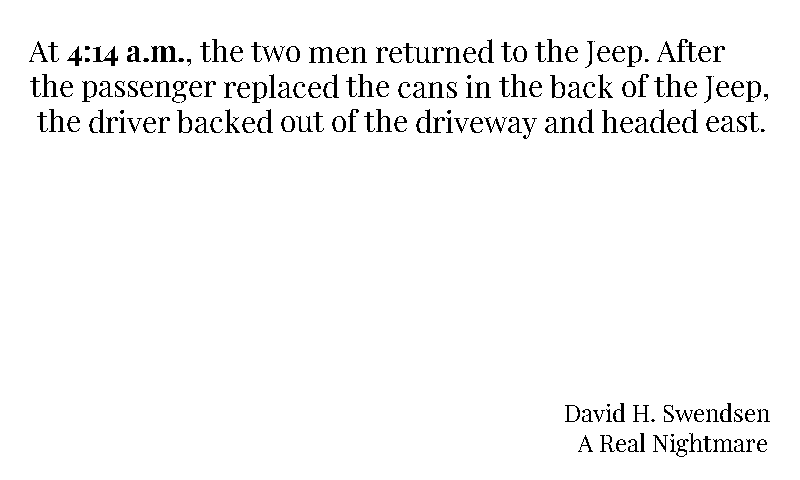 At 4:14 a.m., the two men returned to the Jeep. After
the passenger replaced the cans in the back of the Jeep,
the driver backed out of the driveway and headed east.
David H. Swendsen
A Real Nightmare